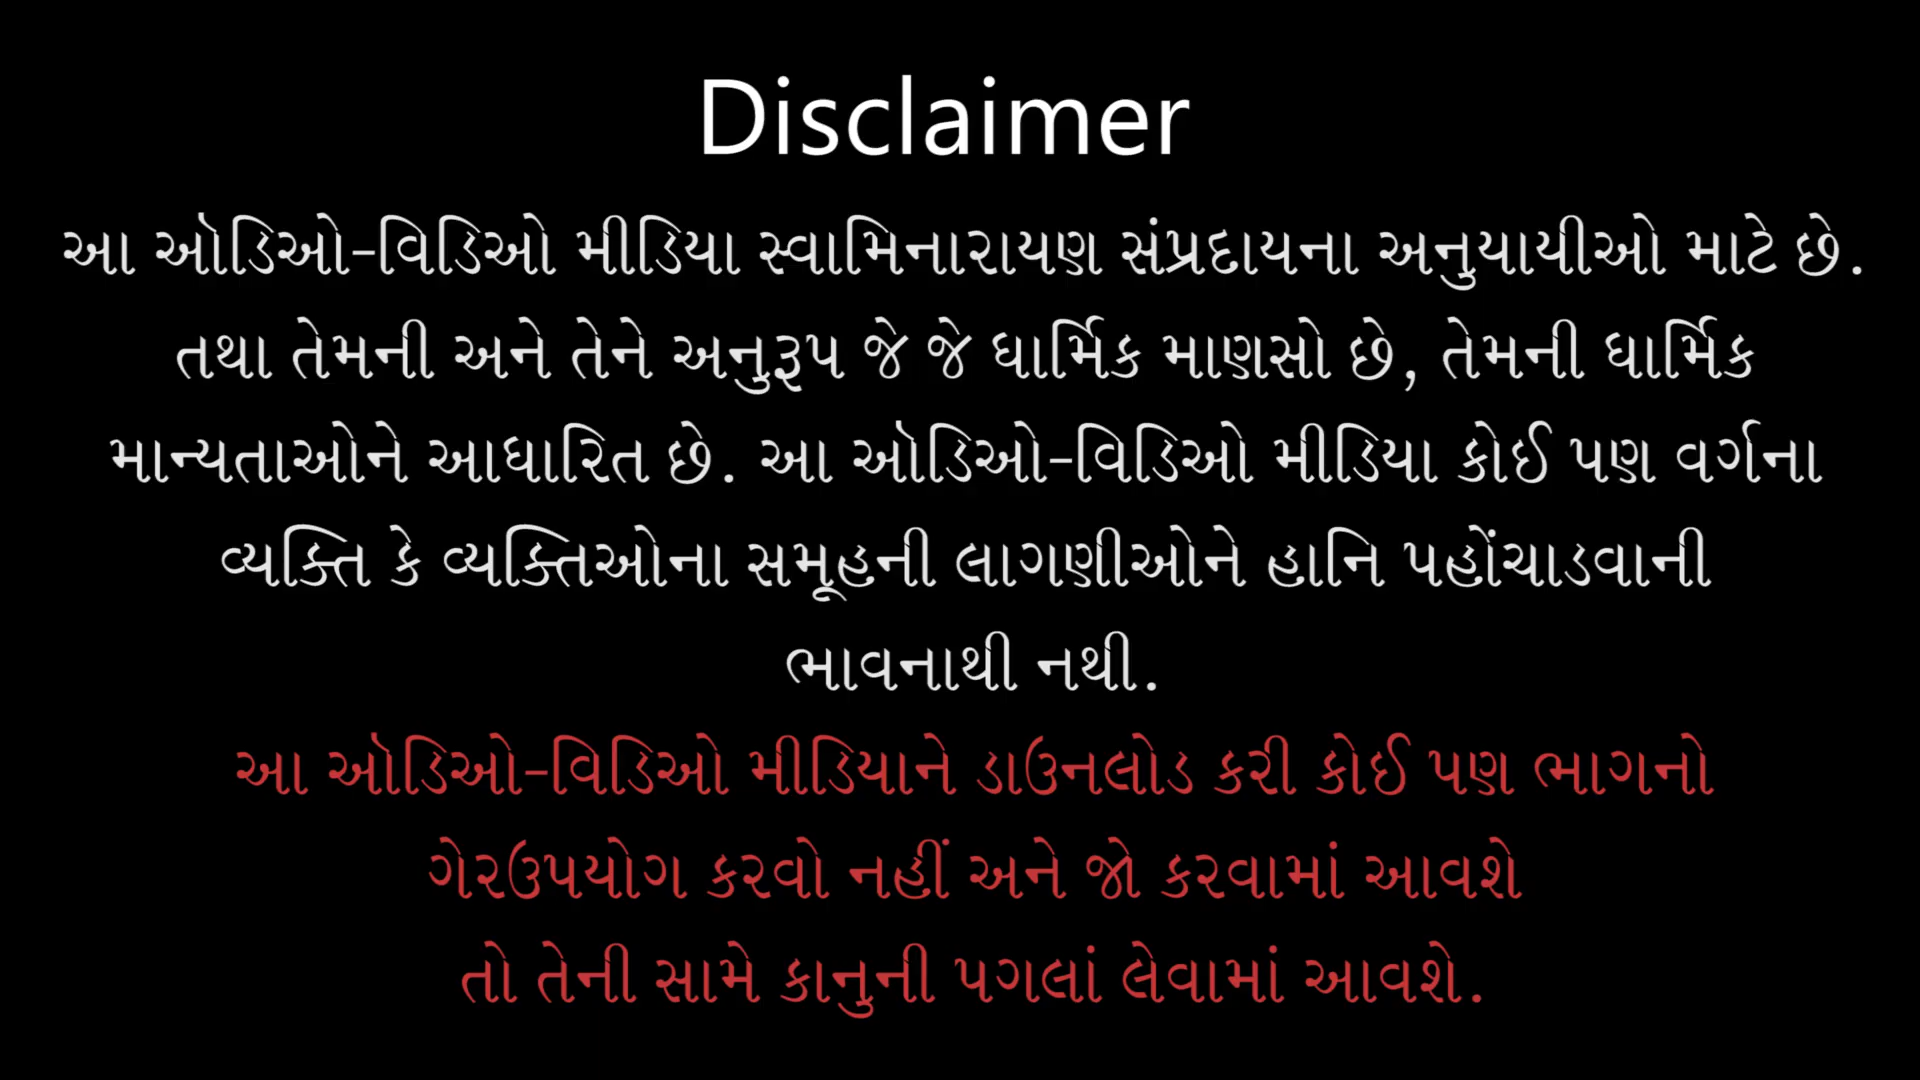 Disclaimer
આ ઑડિઓ-વિડિઓ મીડિયા સ્વામિનારાયણ સંપ્રદાયના અનુયાયીઓ માટે છે.
તથા તેમની અને તેને અનુરૂપ જે જે ધાર્મિક માણસો છે, તેમની ધાર્મિક
માન્યતાઓને આધારિત છે. આ ઑડિઓ-વિડિઓ મીડિયા કોઈ પણ વર્ગના
વ્યક્તિ કે વ્યક્તિઓના સમૂહની લાગણીઓને હાનિ પહોંચાડવાની
ભાવનાથી નથી.
આ ઑડિઓ-વિડિઓ મીડિયાને ડાઉનલોડ કરી કોઈ પણ ભાગનો
ગેરઉપયોગ કરવો નહીં અને જો કરવામાં આવશે
તો તેની સામે કાનુની પગલાં લેવામાં આવશે.